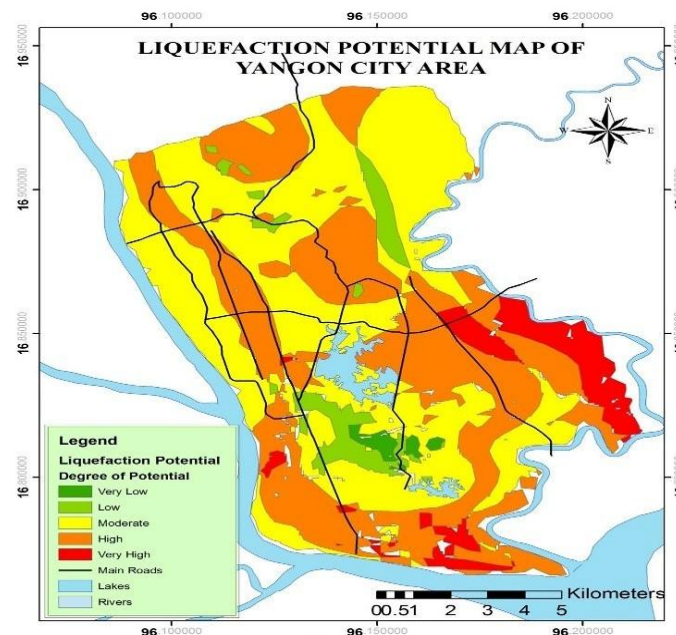 96.100000 96.150000 96.200000
LIQUEFACTION POTENTIAL MAP OF
YANGON CITY AREA
16.950000
N
W E
S
16.900000
16.850000
16.800000
Legend
Liquefaction Potential
Degree of Potential
Very Low
Low
Moderate
High
Very High
Main Roads
Lakes
Rivers
Kilometers
00.51 2 3 4 5
96.100000 96.150000 96.200000